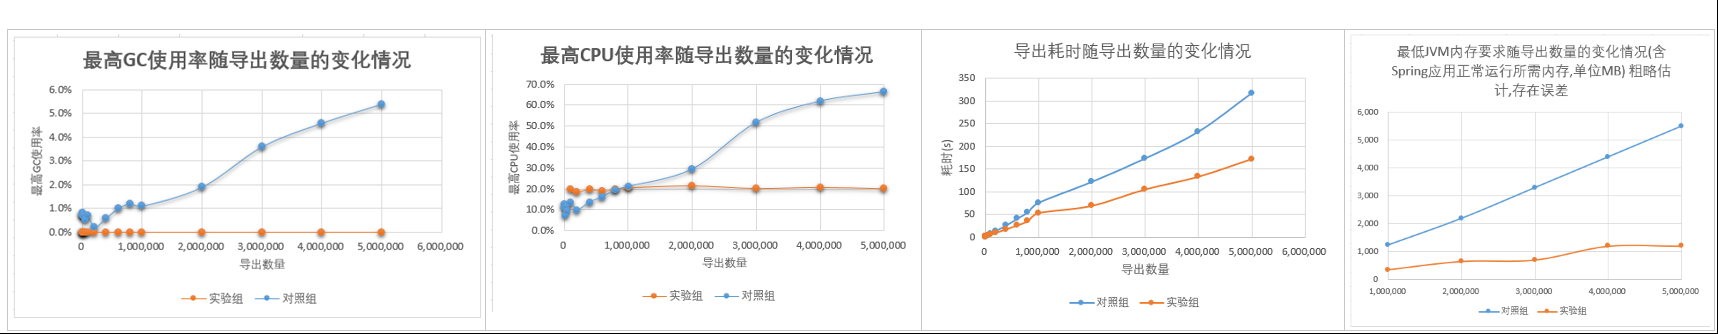 最高GC使用率随导出数量的变化情况
6.0%
5.0%
4.0%
3.0%
2.0%
1.0%
0.0%
最高GC使用率
0 1,000,000 2,000,000 3,000,000 4,000,000 5,000,000 6,000,000
导出数量
实验组 对照组
最高CPU使用率随导出数量的变化情况
70.0%
60.0%
50.0%
40.0%
30.0%
20.0%
10.0%
0.0%
最高CPU使用率
0 1,000,000 2,000,000 3,000,000 4,000,000 5,000,000
导出数量
实验组 对照组
导出耗时随导出数量的变化情况
350
300
250
200
150
100
50
0
耗时(s)
0 1,000,000 2,000,000 3,000,000 4,000,000 5,000,000 6,000,000
导出数量
对照组 实验组
最低JVM内存要求随导出数量的变化情况(含
Spring应用正常运行所需内存,单位MB) 粗略估
计,存在误差
6,000
5,000
4,000
3,000
2,000
1,000
0
1,000,000 2,000,000 3,000,000 4,000,000 5,000,000
对照组 实验组